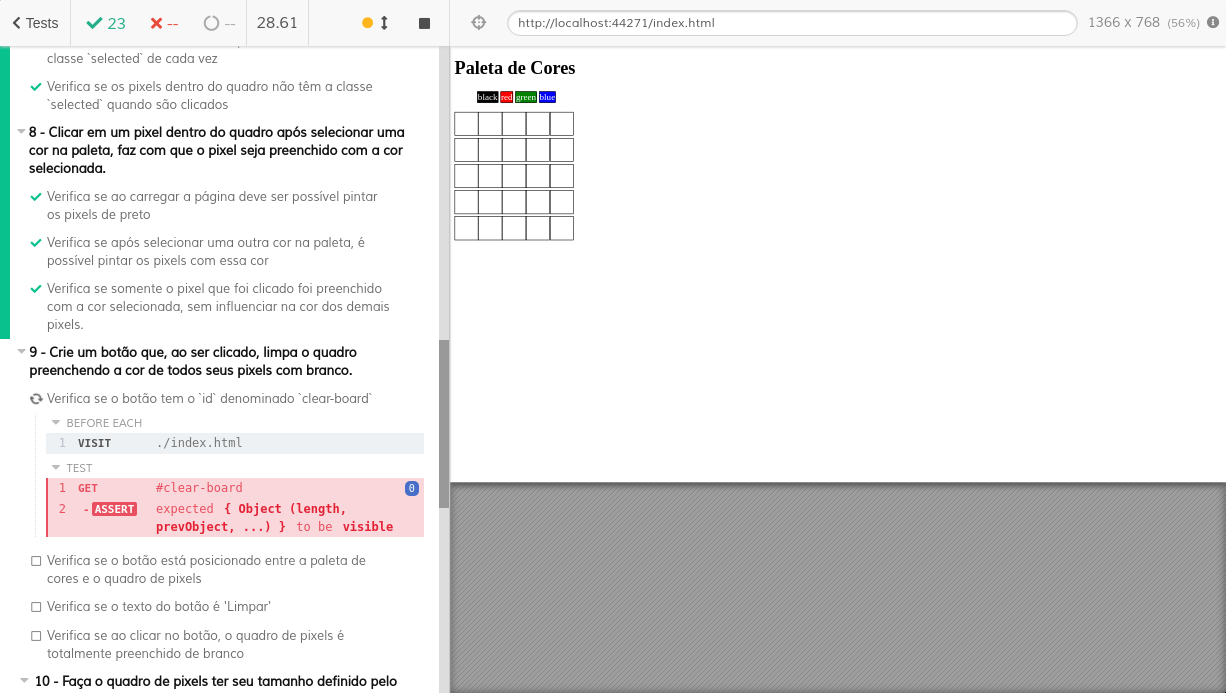 Tests
23
--
--
28.61
http://localhost:44271/index.html
1366 x 768 (56%)
classe `selected` de cada vez
Verifica se os pixels dentro do quadro não têm a classe
`selected` quando são clicados
8 - Clicar em um pixel dentro do quadro após selecionar uma
cor na paleta, faz com que o pixel seja preenchido com a cor
selecionada.
Verifica se ao carregar a página deve ser possível pintar
os pixels de preto
Verifica se após selecionar uma outra cor na paleta, é
possível pintar os pixels com essa cor
Verifica se somente o pixel que foi clicado foi preenchido
com a cor selecionada, sem influenciar na cor dos demais
pixels.
9 - Crie um botão que, ao ser clicado, limpa o quadro
preenchendo a cor de todos seus pixels com branco.
Verifica se o botão tem o `id` denominado `clear-board`
BEFORE EACH
1 VISIT ./index.html
TEST
1 GET #clear-board 0
2 - ASSERT expected { Object (length,
prevObject, ...) } to be visible
Verifica se o botão está posicionado entre a paleta de
cores e o quadro de pixels
Verifica se o texto do botão é 'Limpar'
Verifica se ao clicar no botão, o quadro de pixels é
totalmente preenchido de branco
10 - Faça o quadro de pixels ter seu tamanho definido pelo
Paleta de Cores
black red green blue